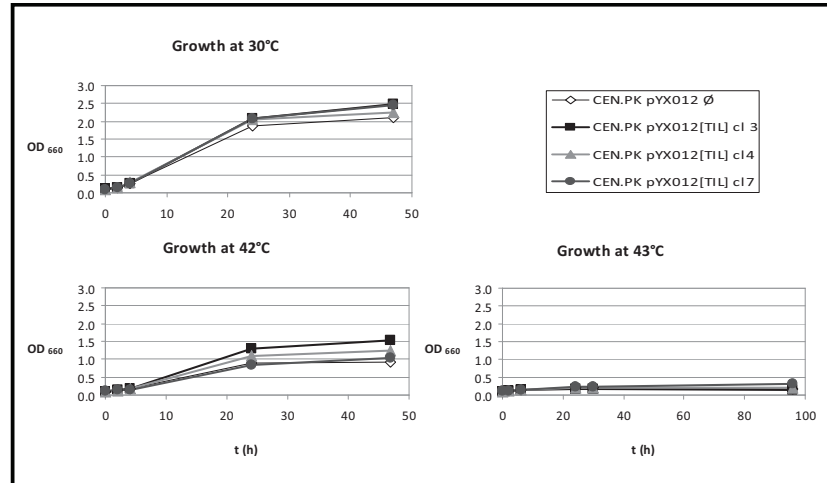 Growth at 30°C
3.0
2.5
2.0
1.5
1.0
0.5
0.0
OD 660
0 10 20 30 40 50
CEN.PK pYX012 Ø
CEN.PK pYX012[TIL] cl 3
CEN.PK pYX012[TIL] cl4
CEN.PK pYX012[TIL] cl7
Growth at 42°C
3.0
2.5
2.0
1.5
1.0
0.5
0.0
OD 660
0 10 20 30 40 50
t (h)
Growth at 43°C
3.0
2.5
2.0
1.5
1.0
0.5
0.0
OD 660
0 20 40 60 80 100
t (h)